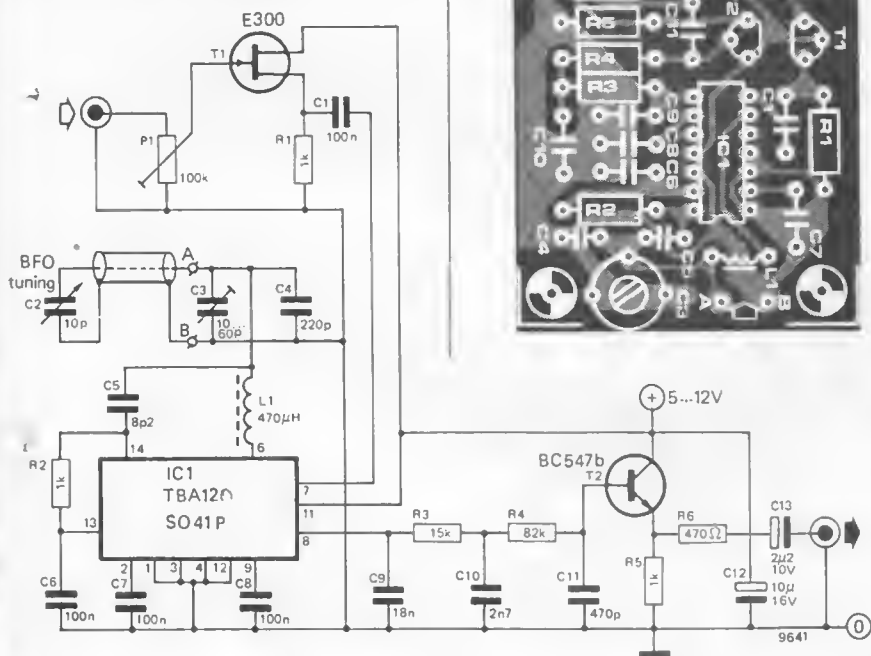 E300
T1
C1
100n
P1
100k
R1
1k
BFO
tuning
C2
10p
A
B
C3
10...
60p
C4
220p
C5
8p2
L1
470µH
R2
1k
14
6
IC1
TBA120
SO41P
13
7
11
8
2
1
3
4
12
9
C6
100n
C7
100n
C8
100n
R3
15k
R4
82k
C9
18n
C10
2n7
C11
470p
5...12V
+
BC547b
T2
R6
470Ω
R5
1k
C13
2µ2
10V
C12
10µ
16V
9641
0
R5
R4
R3
C11
T1
IC1
R1
C10
C9
C8
C6
R2
C4
C7
L1
A
B